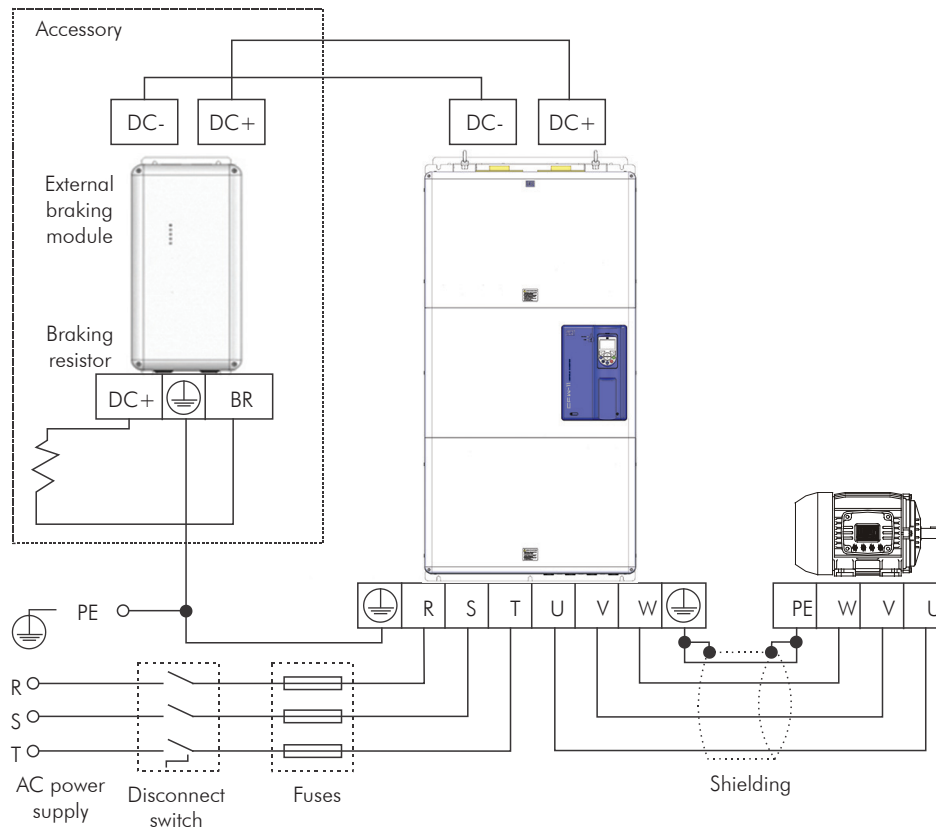 Accessory
DC-
DC+
DC-
DC+
External
braking
module
Braking
resistor
DC+
BR
R
S
T
U
V
W
PE
W
V
U
PE
R
S
T
AC power
supply
Disconnect
switch
Fuses
Shielding